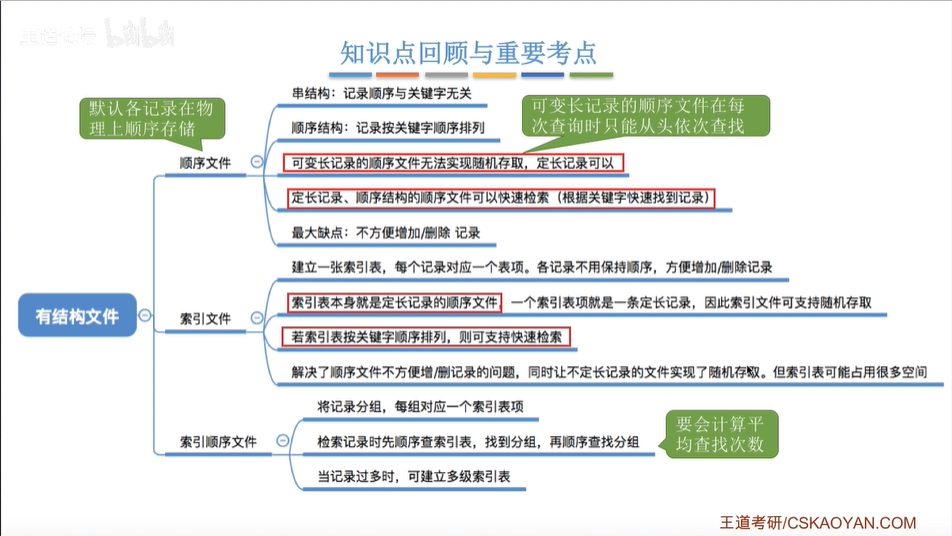 bilibili
知识点回顾与重要考点
默认各记录在物
理上顺序存储
可变长记录的顺序文件在每
次查询时只能从头依次查找
有结构文件
顺序文件
串结构：记录顺序与关键字无关
顺序结构：记录按关键字顺序排列
可变长记录的顺序文件无法实现随机存取，定长记录可以
定长记录、顺序结构的顺序文件可以快速检索（根据关键字快速找到记录）
最大缺点：不方便增加/删除 记录
索引文件
建立一张索引表，每个记录对应一个表项。各记录不用保持顺序，方便增加/删除记录
索引表本身就是定长记录的顺序文件，一个索引表项就是一条定长记录，因此索引文件可支持随机存取
若索引表按关键字顺序排列，则可支持快速检索
解决了顺序文件不方便增/删记录的问题，同时让不定长记录的文件实现了随机存取。但索引表可能占用很多空间
索引顺序文件
将记录分组，每组对应一个索引表项
检索记录时先顺序查索引表，找到分组，再顺序查找分组
当记录过多时，可建立多级索引表
要会计算平
均查找次数
王道考研/CSKAOYAN.COM